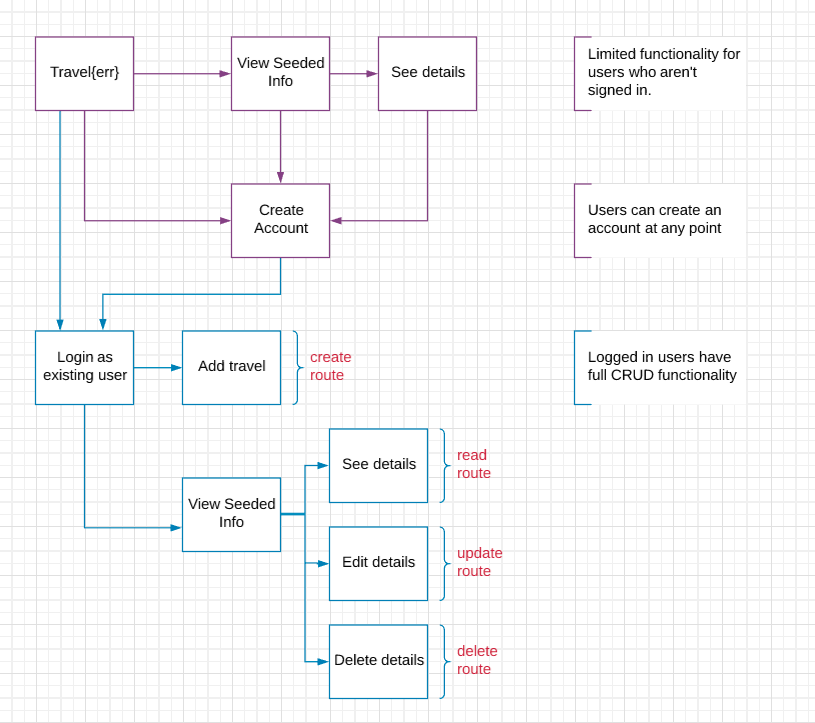 Travel{err}
View Seeded
Info
See details
Limited functionality for
users who aren't
signed in.
Create
Account
Users can create an
account at any point
Login as
existing user
Add travel
create
route
Logged in users have
full CRUD functionality
See details
read
route
View Seeded
Info
Edit details
update
route
Delete details
delete
route